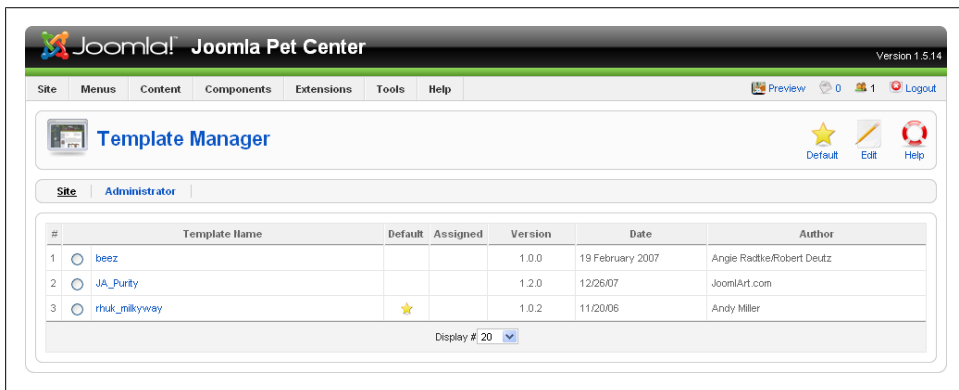 Joomla!™ Joomla Pet Center
Version 1.5.14
Site Menus Content Components Extensions Tools Help Preview 0 1 Logout
Template Manager
Default Edit Help
Site Administrator
# Template Name Default Assigned Version Date Author
1 beez 1.0.0 19 February 2007 Angie Radtke/Robert Deutz
2 JA_Purity 1.2.0 12/26/07 JoomlArt.com
3 rhuk_milkyway 1.0.2 11/20/06 Andy Miller
Display # 20